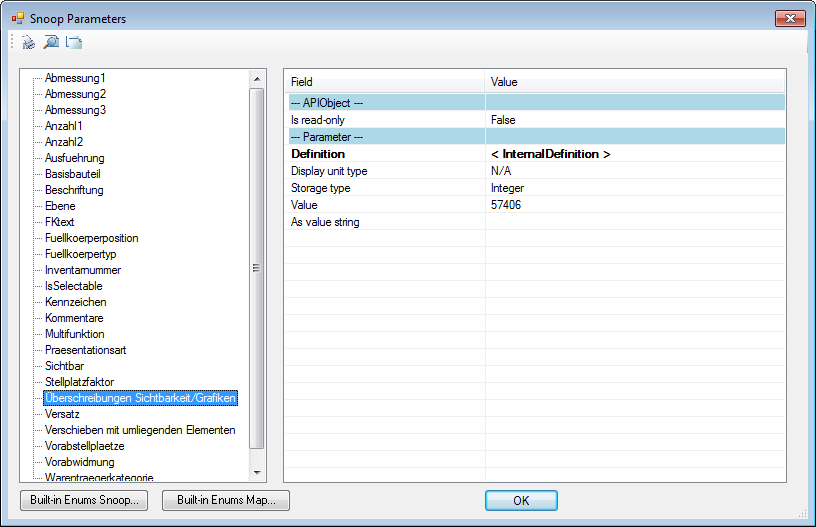 Snoop Parameters
Abmessung1
Abmessung2
Abmessung3
Anzahl1
Anzahl2
Ausfuehrung
Basisbauteil
Beschriftung
Ebene
FKtext
Fuellkoerperposition
Fuellkoerpertyp
Inventarnummer
IsSelectable
Kennzeichen
Kommentare
Multifunktion
Praesentationsart
Sichtbar
Stellplatzfaktor
Überschreibungen Sichtbarkeit/Grafiken
Versatz
Verschieben mit umliegenden Elementen
Vorabstellplaetze
Vorabwidmung
Warentraegerkategorie
Field Value
--- APIObject ---
Is read-only False
--- Parameter ---
Definition < InternalDefinition >
Display unit type N/A
Storage type Integer
Value 57406
As value string
Built-in Enums Snoop... Built-in Enums Map... OK